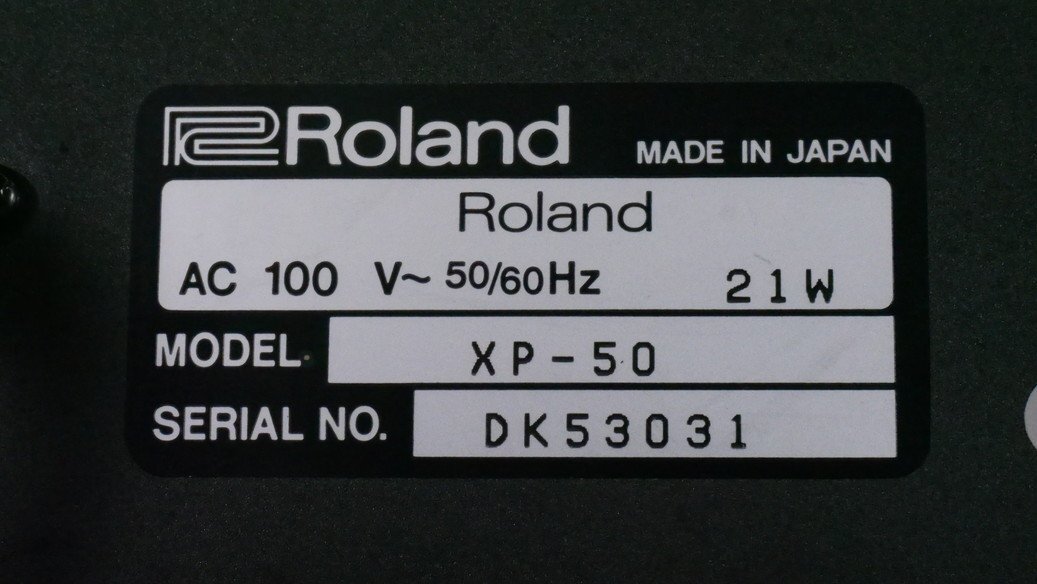 Roland MADE IN JAPAN
Roland
AC 100 V~ 50/60Hz 21W
MODEL XP-50
SERIAL NO. DK53031